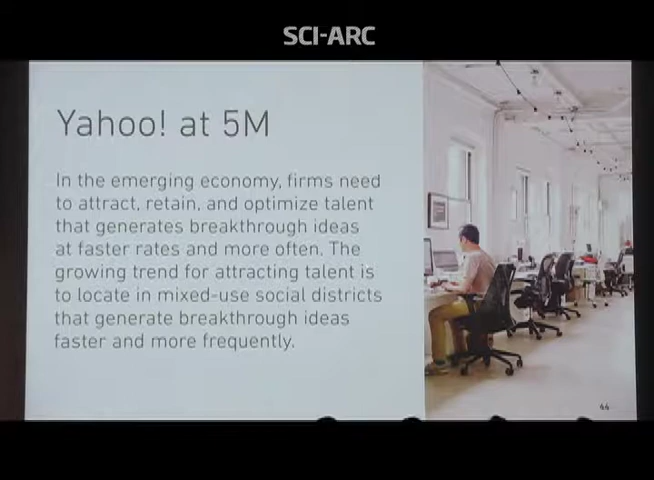 SCI-ARC
Yahoo! at 5M
In the emerging economy, firms need
to attract, retain, and optimize talent
that generates breakthrough ideas
at faster rates and more often. The
growing trend for attracting talent is
to locate in mixed-use social districts
that generate breakthrough ideas
faster and more frequently.
44